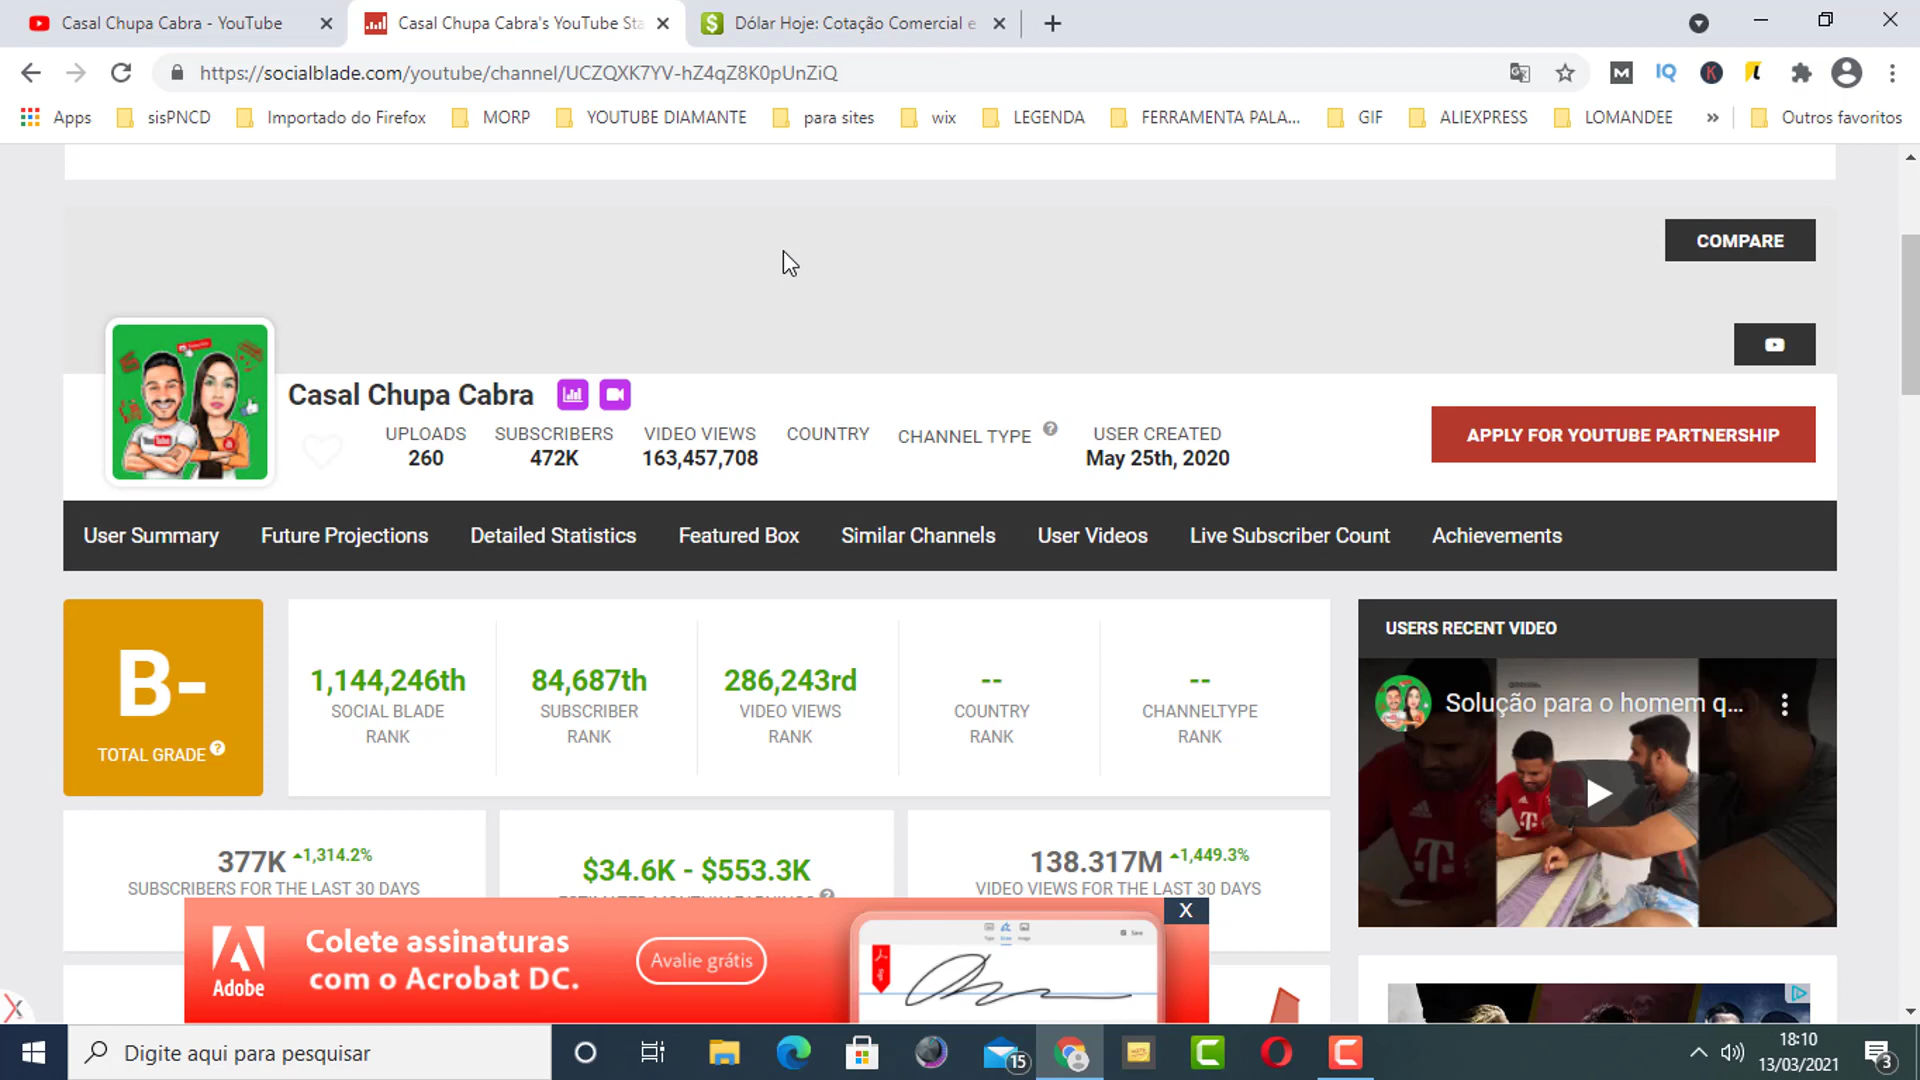 Casal Chupa Cabra - YouTube
Casal Chupa Cabra's YouTube Sta
Dólar Hoje: Cotação Comercial e
https://socialblade.com/youtube/channel/UCZQXK7YV-hZ4qZ8K0pUnZiQ
Apps
sisPNCD
Importado do Firefox
MORP
YOUTUBE DIAMANTE
para sites
wix
LEGENDA
FERRAMENTA PALA...
GIF
ALIEXPRESS
LOMANDEE
»
Outros favoritos
COMPARE
Casal Chupa Cabra
UPLOADS
260
SUBSCRIBERS
472K
VIDEO VIEWS
163,457,708
COUNTRY
CHANNEL TYPE
USER CREATED
May 25th, 2020
APPLY FOR YOUTUBE PARTNERSHIP
User Summary
Future Projections
Detailed Statistics
Featured Box
Similar Channels
User Videos
Live Subscriber Count
Achievements
B-
TOTAL GRADE
1,144,246th
SOCIAL BLADE
RANK
84,687th
SUBSCRIBER
RANK
286,243rd
VIDEO VIEWS
RANK
--
COUNTRY
RANK
--
CHANNELTYPE
RANK
USERS RECENT VIDEO
Solução para o homem q...
377K 1,314.2%
SUBSCRIBERS FOR THE LAST 30 DAYS
$34.6K - $553.3K
ESTIMATED MONTHLY EARNINGS
138.317M 1,449.3%
VIDEO VIEWS FOR THE LAST 30 DAYS
X
Adobe
Colete assinaturas
com o Acrobat DC.
Avalie grátis
Digite aqui para pesquisar
15
18:10
13/03/2021
3